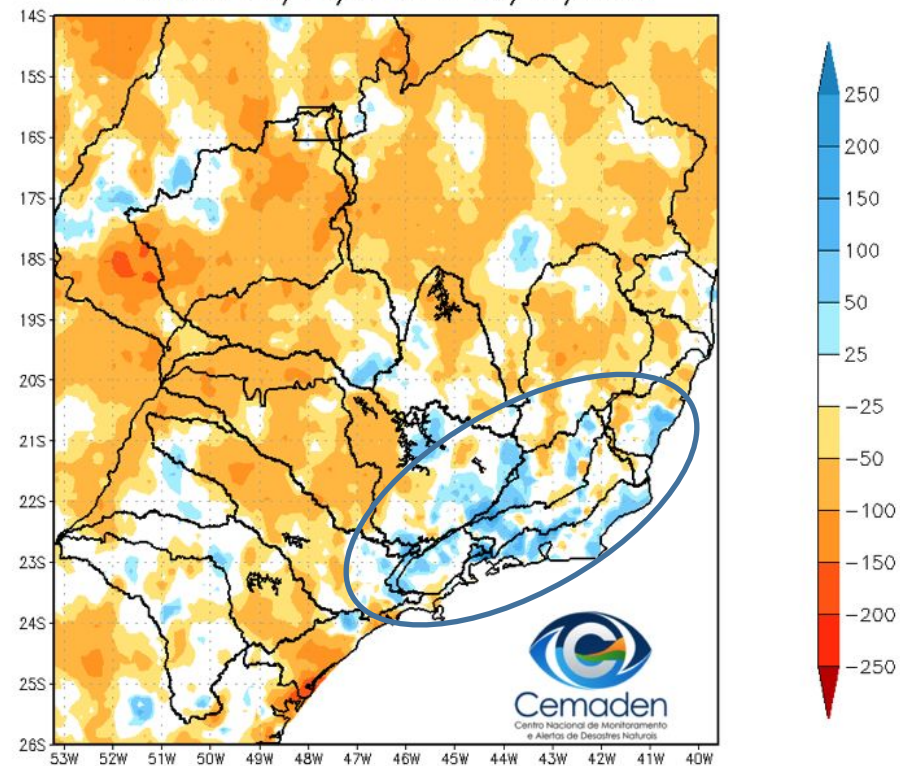 14S
15S
16S
17S
18S
19S
20S
21S
22S
23S
24S
25S
26S
53W 52W 51W 50W 49W 48W 47W 46W 45W 44W 43W 42W 41W 40W
250
200
150
100
50
25
-25
-50
-100
-150
-200
-250
Cemaden
Centro Nacional de Monitoramento
e Alertas de Desastres Naturais